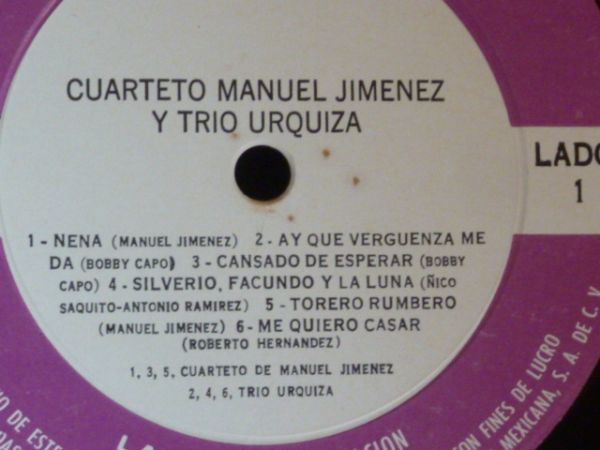 CUARTETO MANUEL JIMENEZ
Y TRIO URQUIZA
LADO
1
1 - NENA (MANUEL JIMENEZ) 2 - AY QUE VERGUENZA ME
DA (BOBBY CAPO) 3 - CANSADO DE ESPERAR (BOBBY
CAPO) 4 - SILVERIO, FACUNDO Y LA LUNA (ÑICO
SAQUITO-ANTONIO RAMIREZ) 5 - TORERO RUMBERO
(MANUEL JIMENEZ) 6- ME QUIERO CASAR
(ROBERTO HERNANDEZ)
1, 3, 5, CUARTETO DE MANUEL JIMENEZ
2, 4, 6, TRIO URQUIZA
O DE EST
CON FINES DE LUCRO
MEXICANA, S. A. DE C. V.